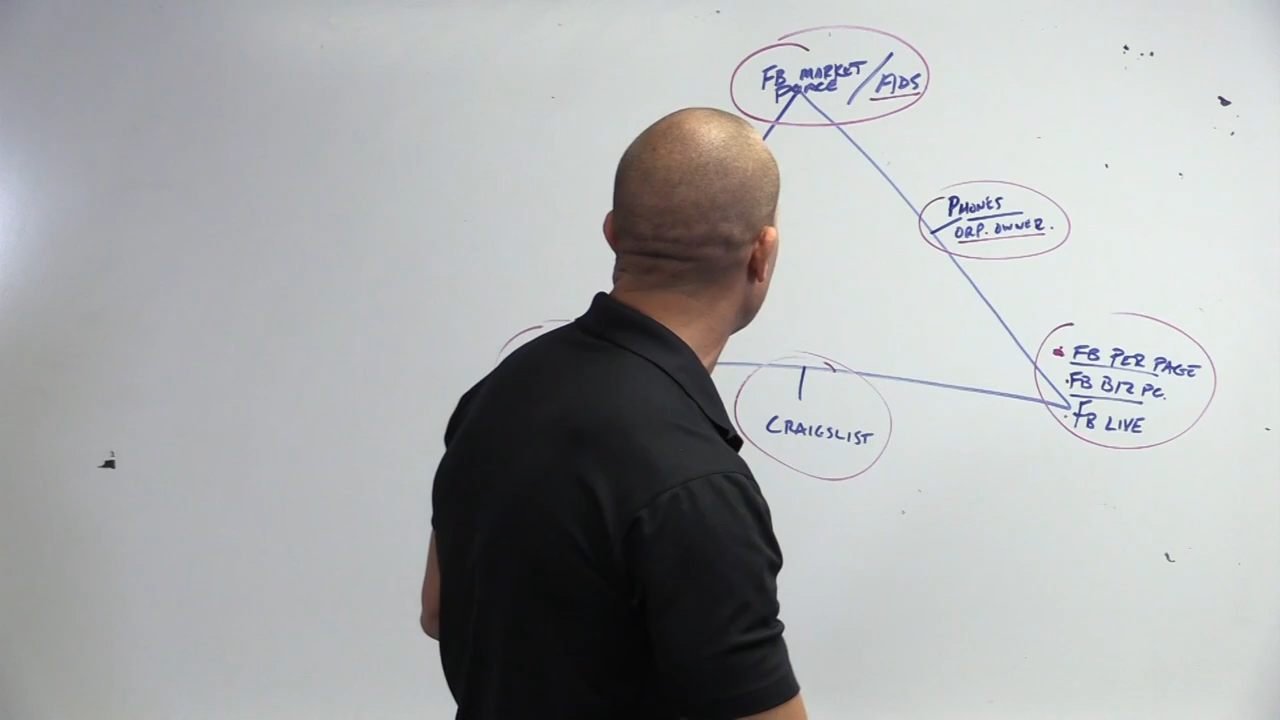 FB MARKET / ADS
PLACE
PHONES
ORP. OWNER.
• FB PER PAGE
• FB BIZ PG.
• FB LIVE
CRAIGSLIST